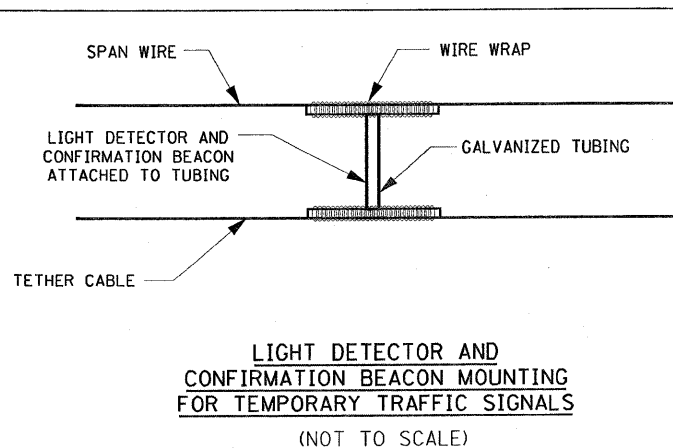 SPAN WIRE
WIRE WRAP
LIGHT DETECTOR AND
CONFIRMATION BEACON
ATTACHED TO TUBING
GALVANIZED TUBING
TETHER CABLE
LIGHT DETECTOR AND
CONFIRMATION BEACON MOUNTING
FOR TEMPORARY TRAFFIC SIGNALS
(NOT TO SCALE)